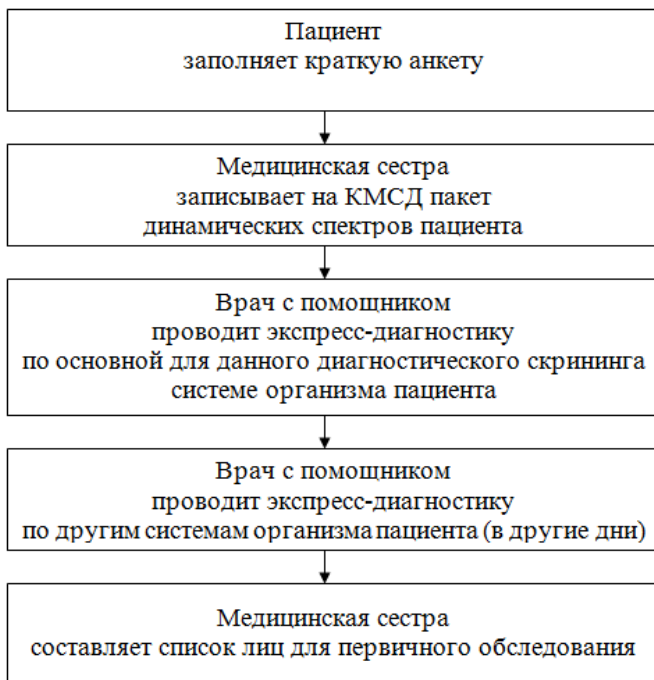 Пациент
заполняет краткую анкету
Медицинская сестра
записывает на КМСД пакет
динамических спектров пациента
Врач с помощником
проводит экспресс-диагностику
по основной для данного диагностического скрининга
системе организма пациента
Врач с помощником
проводит экспресс-диагностику
по другим системам организма пациента (в другие дни)
Медицинская сестра
составляет список лиц для первичного обследования